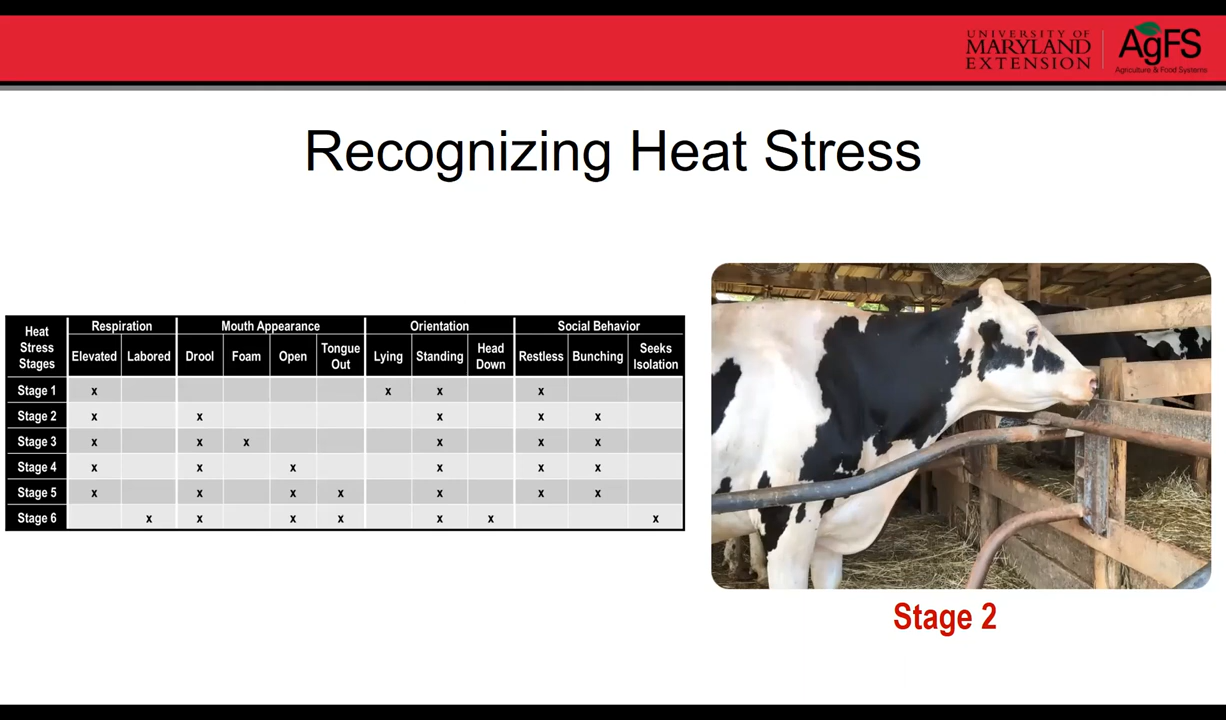 UNIVERSITY OF
MARYLAND
EXTENSION
AgFS
Agriculture & Food Systems
Recognizing Heat Stress
Heat Stress Stages Respiration Mouth Appearance Orientation Social Behavior
Elevated Labored Drool Foam Open Tongue Out Lying Standing Head Down Restless Bunching Seeks Isolation
Stage 1 x x x x
Stage 2 x x x x x
Stage 3 x x x x x x
Stage 4 x x x x x x
Stage 5 x x x x x x x
Stage 6 x x x x x x x
Stage 2